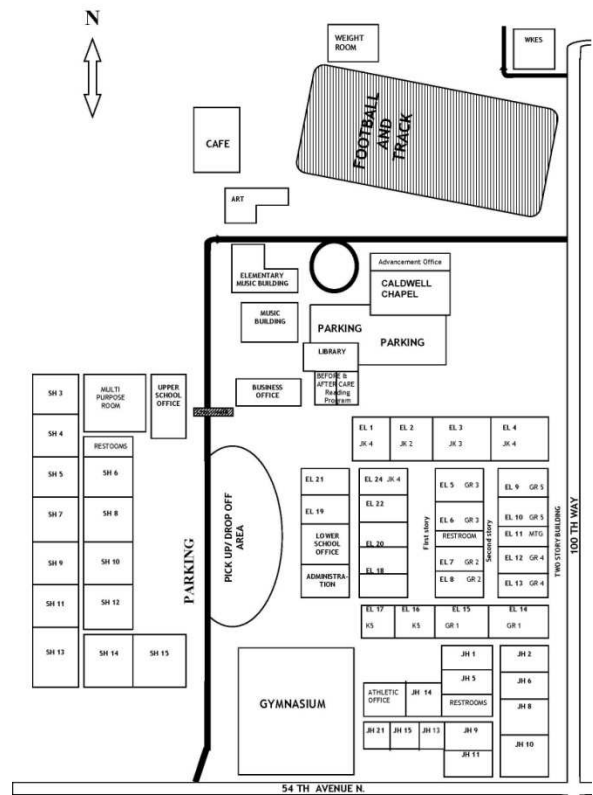 N
WEIGHT
ROOM
WKES
FOOTBALL
AND
TRACK
CAFE
ART
ELEMENTARY
MUSIC BUILDING
Advancement Office
CALDWELL
CHAPEL
MUSIC
BUILDING
PARKING
PARKING
LIBRARY
BEFORE &
AFTER CARE
Reading
Program
BUSINESS
OFFICE
SH 3
MULTI
PURPOSE
ROOM
UPPER
SCHOOL
OFFICE
SH 4
RESTOOMS
SH 5
SH 6
SH 7
SH 8
SH 9
SH 10
SH 11
SH 12
SH 13
SH 14
SH 15
PARKING
PICK UP/ DROP OFF
AREA
EL 1
JK 4
EL 2
JK 2
EL 3
JK 3
EL 4
JK 4
EL 21
EL 19
LOWER
SCHOOL
OFFICE
ADMINISTRA-
TION
EL 24 JK 4
EL 22
EL 20
EL 18
First story
EL 5 GR 3
EL 6 GR 3
RESTROOM
EL 7 GR 2
EL 8 GR 2
Second story
EL 9 GR 5
EL 10 GR 5
EL 11 MTG
EL 12 GR 4
EL 13 GR 4
TWO STORY BUILDING
100 TH WAY
EL 17
K5
EL 16
K5
EL 15
GR 1
EL 14
GR 1
GYMNASIUM
JH 1
JH 2
JH 5
JH 6
ATHLETIC
OFFICE
JH 14
RESTROOMS
JH 8
JH 21
JH 15
JH 13
JH 9
JH 11
JH 10
54 TH AVENUE N.